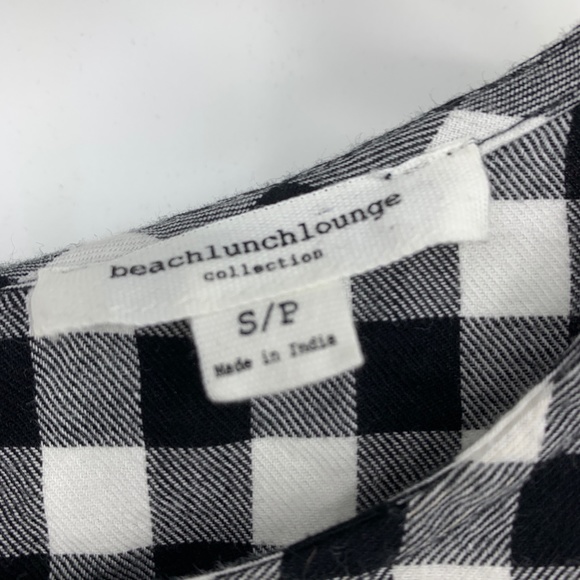 beachlunchlounge
collection
S/P
Made in India